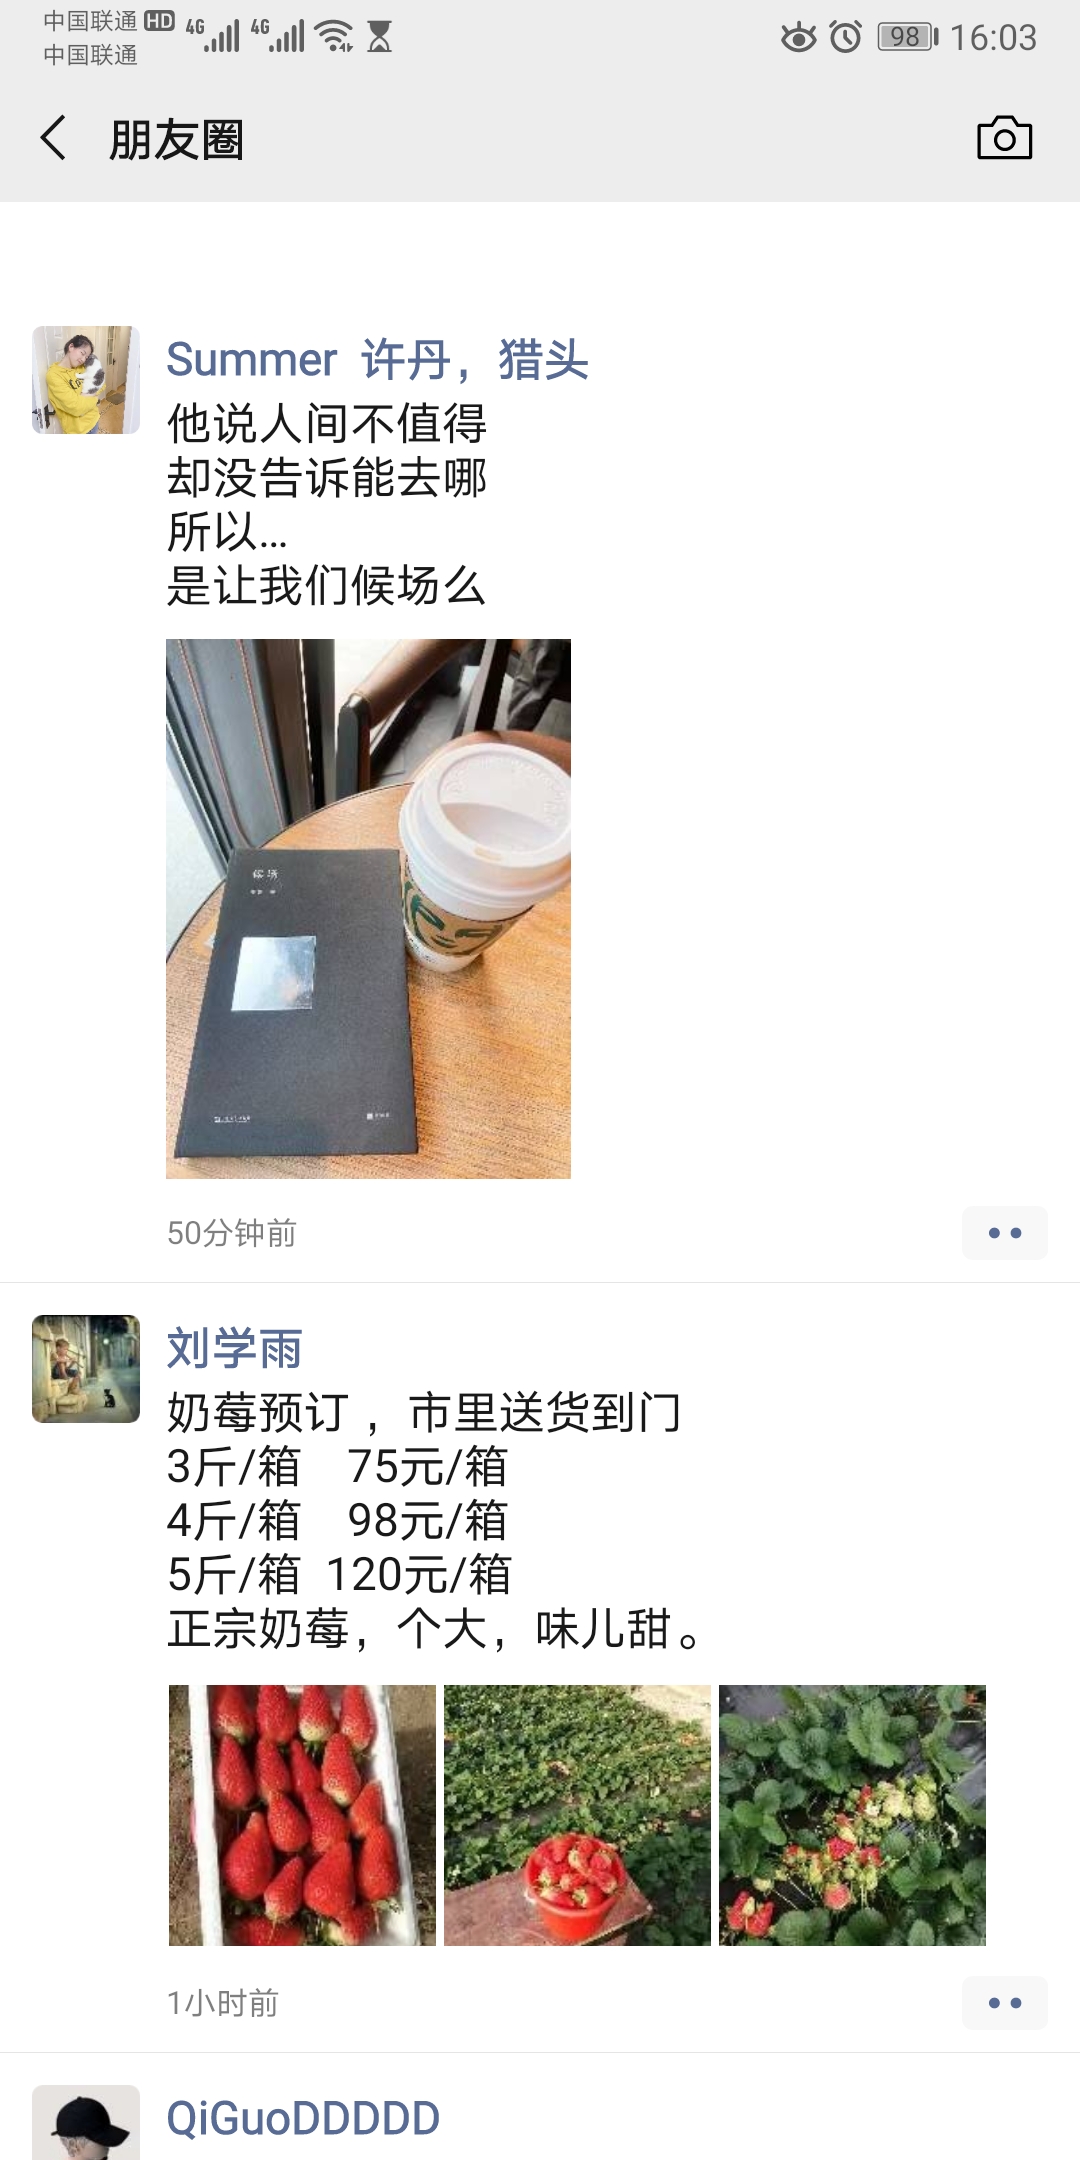 中国联通 HD 4G 4G 98 16:03
中国联通
朋友圈
Summer 许丹，猎头
他说人间不值得
却没告诉能去哪
所以...
是让我们候场么
候场
50分钟前
刘学雨
奶莓预订 ，市里送货到门
3斤/箱 75元/箱
4斤/箱 98元/箱
5斤/箱 120元/箱
正宗奶莓，个大，味儿甜。
1小时前
QiGuoDDDDD